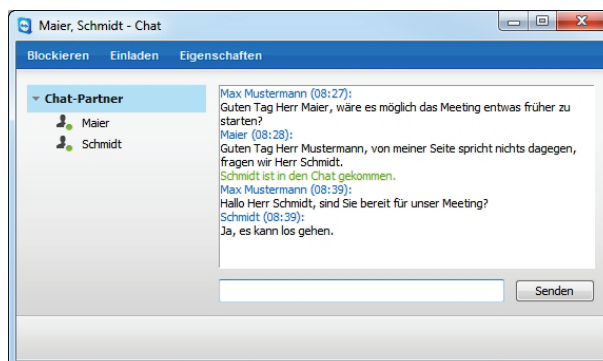 Maier, Schmidt - Chat
Blockieren Einladen Eigenschaften
Chat-Partner
Maier
Schmidt
Max Mustermann (08:27):
Guten Tag Herr Maier, wäre es möglich das Meeting entwas früher zu
starten?
Maier (08:28):
Guten Tag Herr Mustermann, von meiner Seite spricht nichts dagegen,
fragen wir Herr Schmidt.
Schmidt ist in den Chat gekommen.
Max Mustermann (08:39):
Hallo Herr Schmidt, sind Sie bereit für unser Meeting?
Schmidt (08:39):
Ja, es kann los gehen.
Senden